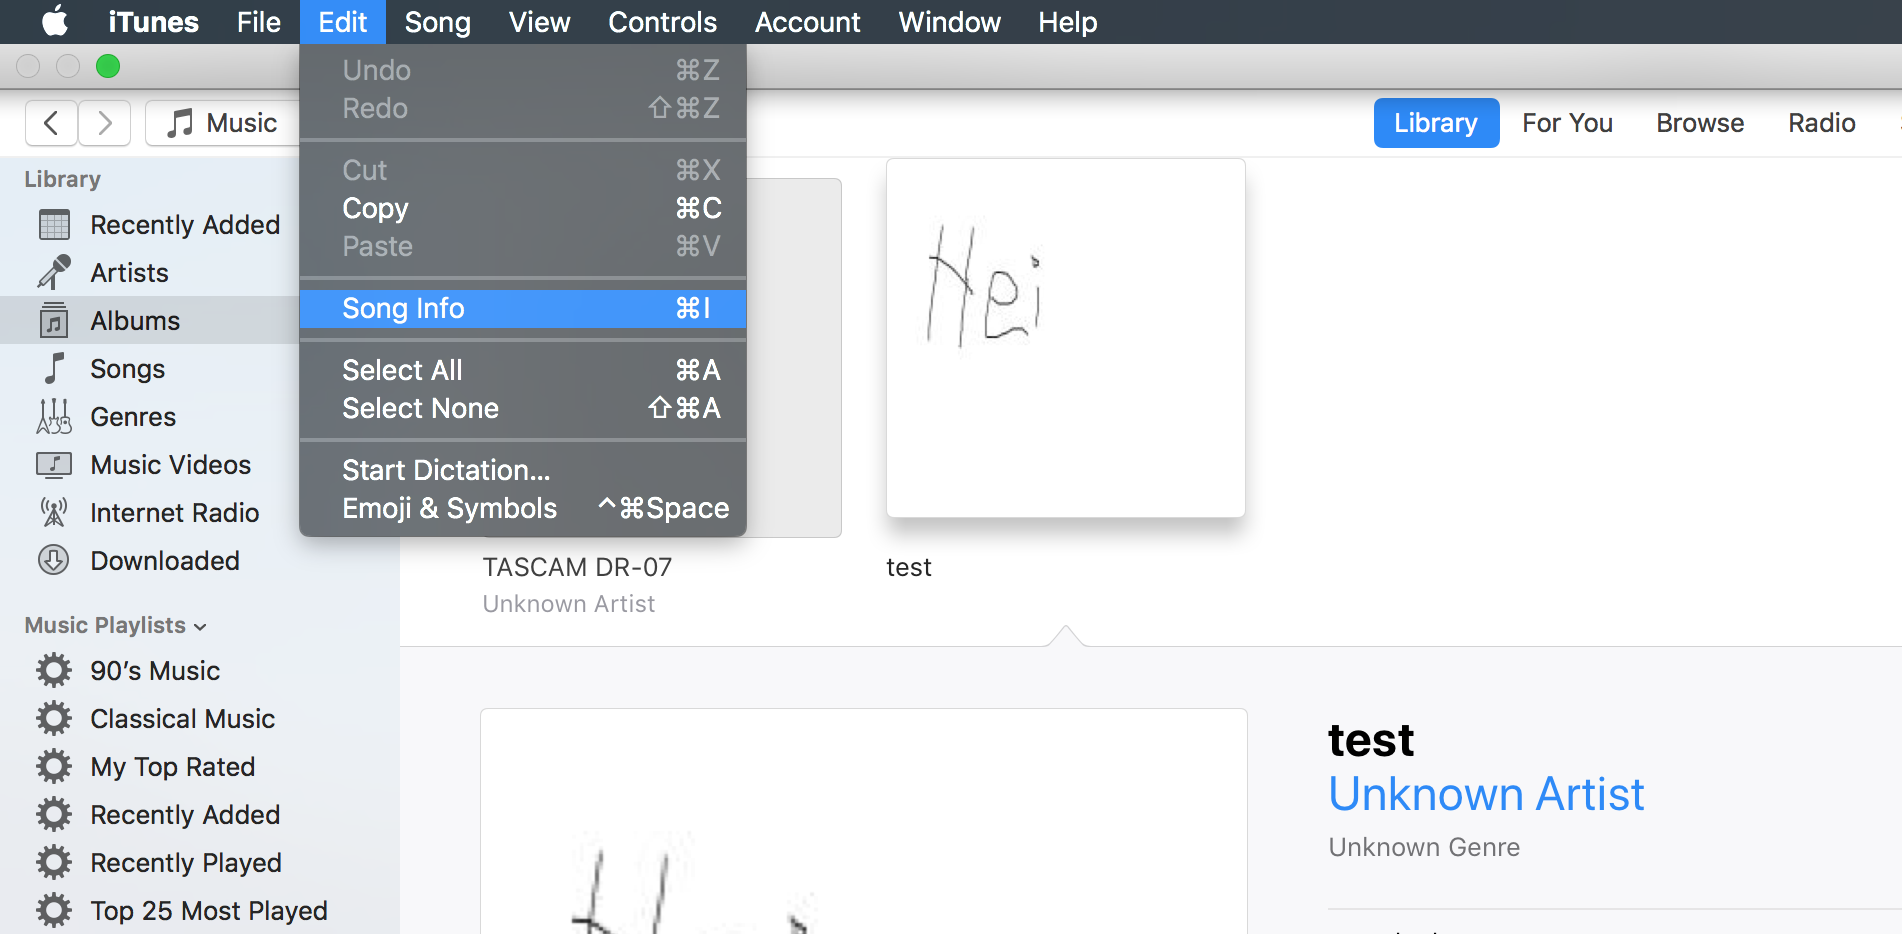 iTunes File Edit Song View Controls Account Window Help
Undo ⌘Z
Redo ⇧⌘Z
Cut ⌘X
Copy ⌘C
Paste ⌘V
Song Info ⌘I
Select All ⌘A
Select None ⇧⌘A
Start Dictation...
Emoji & Symbols ^⌘Space
Music
Library For You Browse Radio
Library
Recently Added
Artists
Albums
Songs
Genres
Music Videos
Internet Radio
Downloaded
Music Playlists
90's Music
Classical Music
My Top Rated
Recently Added
Recently Played
Top 25 Most Played
TASCAM DR-07
Unknown Artist
Hei
test
test
Unknown Artist
Unknown Genre